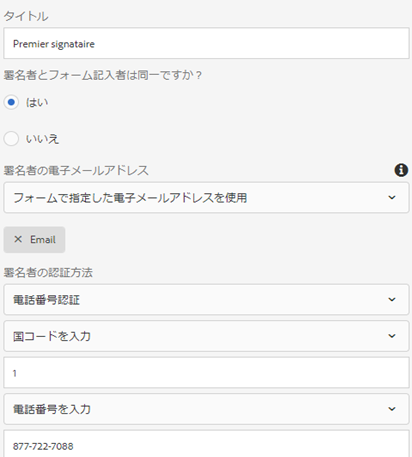 タイトル
Premier signataire
署名者とフォーム記入者は同一ですか？
はい
いいえ
署名者の電子メールアドレス
フォームで指定した電子メールアドレスを使用
× Email
署名者の認証方法
電話番号認証
国コードを入力
1
電話番号を入力
877-722-7088